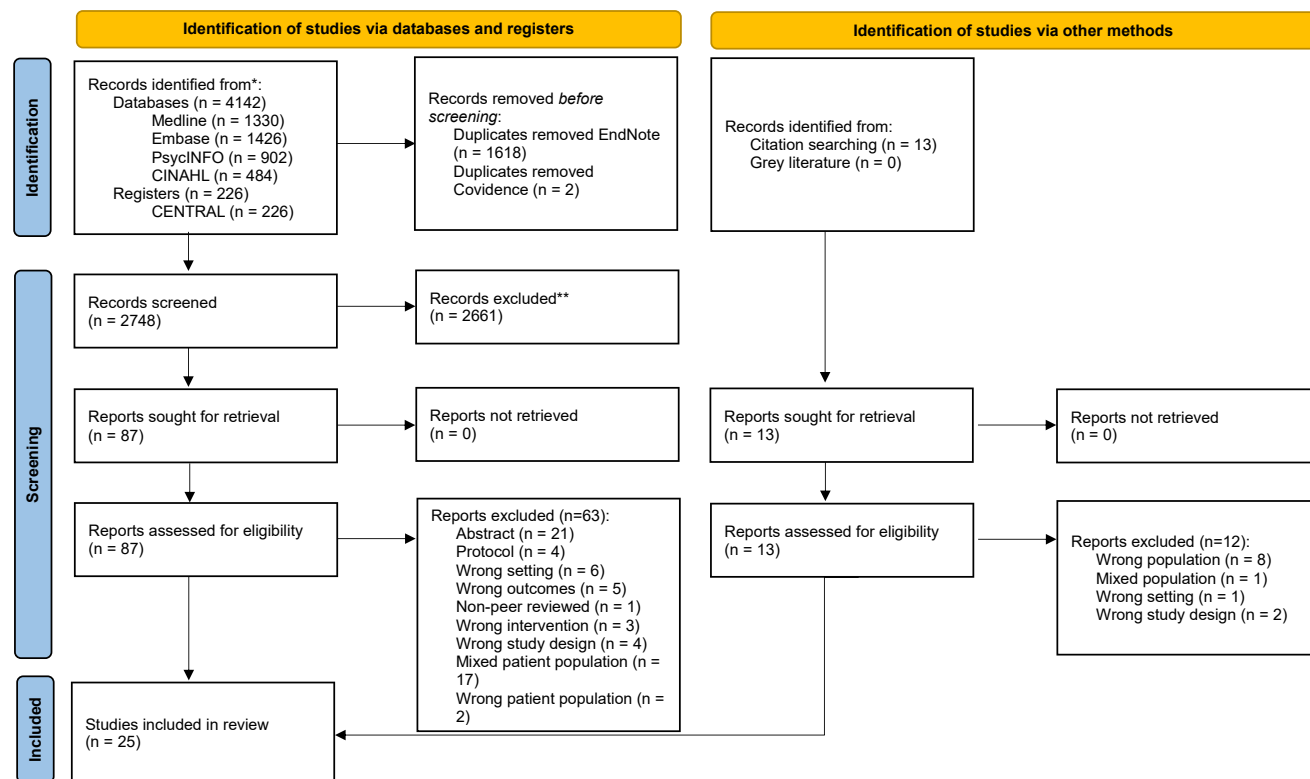 Identification of studies via databases and registers
Identification of studies via other methods
Identification
Records identified from*:
Databases (n = 4142)
Medline (n = 1330)
Embase (n = 1426)
PsycINFO (n = 902)
CINAHL (n = 484)
Registers (n = 226)
CENTRAL (n = 226)
Records removed before
screening:
Duplicates removed EndNote
(n = 1618)
Duplicates removed
Covidence (n = 2)
Records identified from:
Citation searching (n = 13)
Grey literature (n = 0)
Screening
Records screened
(n = 2748)
Records excluded**
(n = 2661)
Reports sought for retrieval
(n = 87)
Reports not retrieved
(n = 0)
Reports sought for retrieval
(n = 13)
Reports not retrieved
(n = 0)
Reports assessed for eligibility
(n = 87)
Reports excluded (n=63):
Abstract (n = 21)
Protocol (n = 4)
Wrong setting (n = 6)
Wrong outcomes (n = 5)
Non-peer reviewed (n = 1)
Wrong intervention (n = 3)
Wrong study design (n = 4)
Mixed patient population (n =
17)
Wrong patient population (n =
2)
Reports assessed for eligibility
(n = 13)
Reports excluded (n=12):
Wrong population (n = 8)
Mixed population (n = 1)
Wrong setting (n = 1)
Wrong study design (n = 2)
Included
Studies included in review
(n = 25)